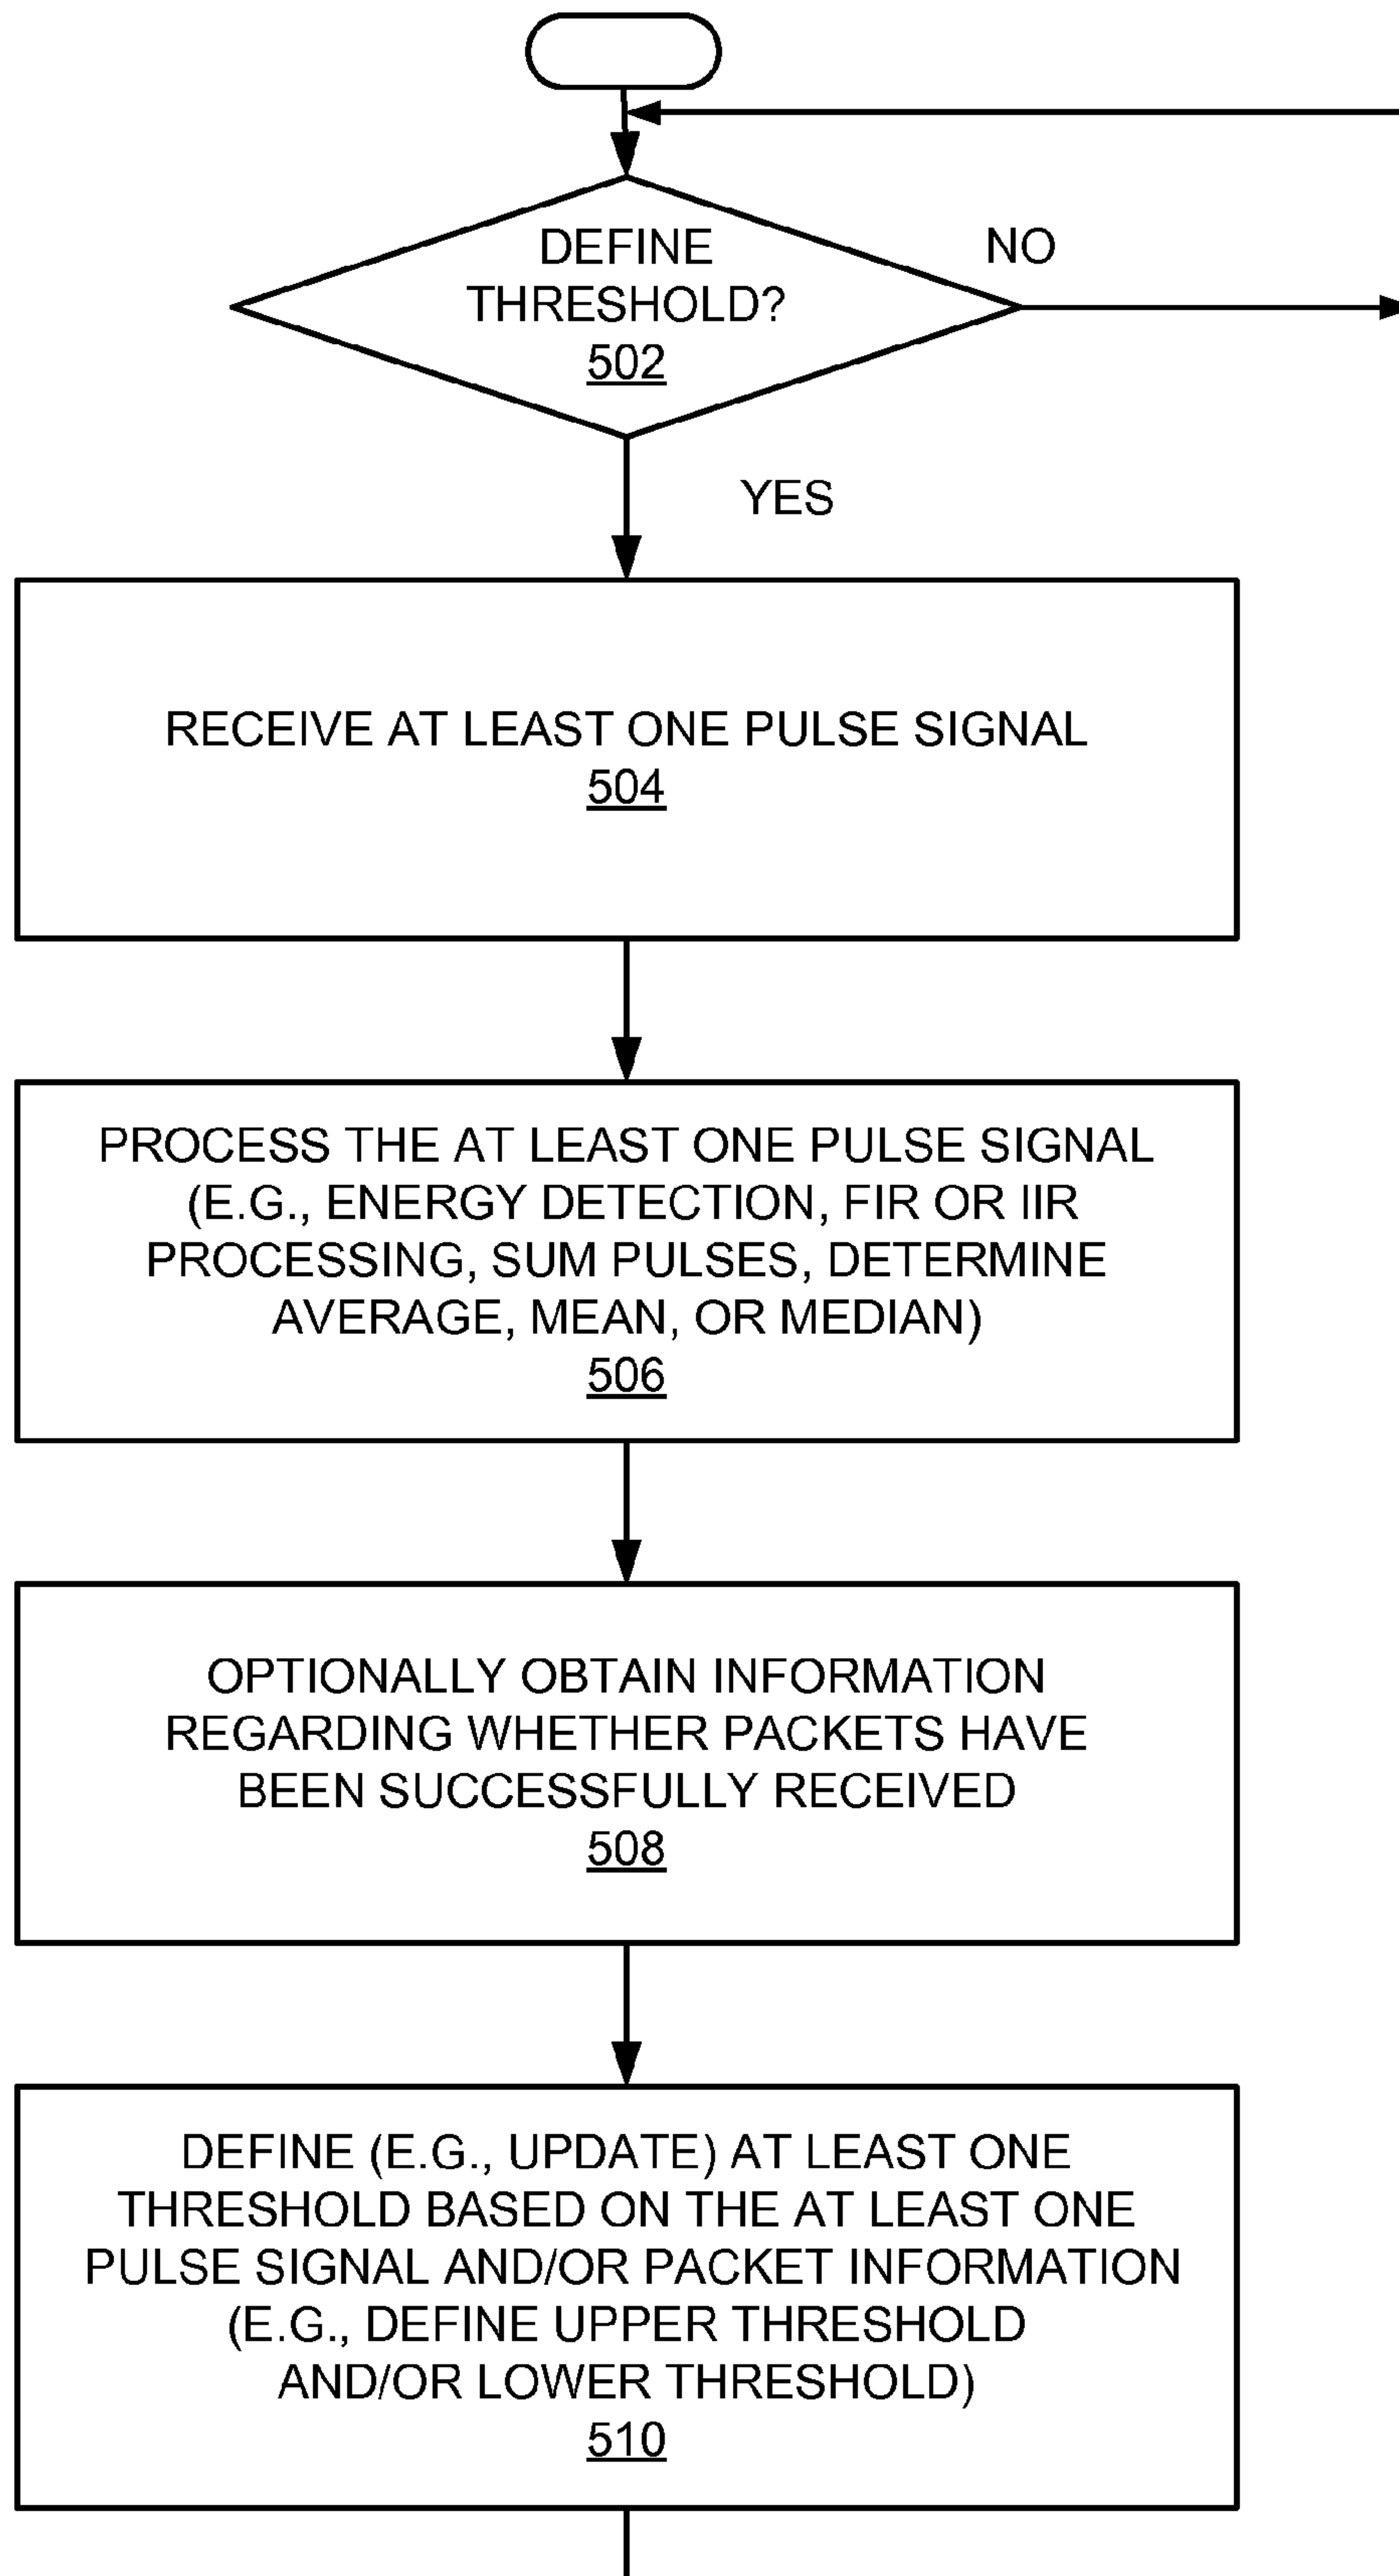 DEFINE
THRESHOLD?
502
NO
YES
RECEIVE AT LEAST ONE PULSE SIGNAL
504
PROCESS THE AT LEAST ONE PULSE SIGNAL
(E.G., ENERGY DETECTION, FIR OR IIR
PROCESSING, SUM PULSES, DETERMINE
AVERAGE, MEAN, OR MEDIAN)
506
OPTIONALLY OBTAIN INFORMATION
REGARDING WHETHER PACKETS HAVE
BEEN SUCCESSFULLY RECEIVED
508
DEFINE (E.G., UPDATE) AT LEAST ONE
THRESHOLD BASED ON THE AT LEAST ONE
PULSE SIGNAL AND/OR PACKET INFORMATION
(E.G., DEFINE UPPER THRESHOLD
AND/OR LOWER THRESHOLD)
510